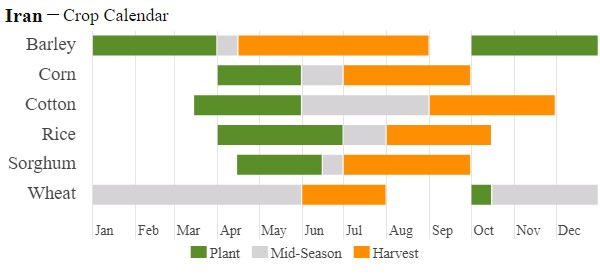 Iran — Crop Calendar
Barley
Corn
Cotton
Rice
Sorghum
Wheat
Jan Feb Mar Apr May Jun Jul Aug Sep Oct Nov Dec
Plant Mid-Season Harvest